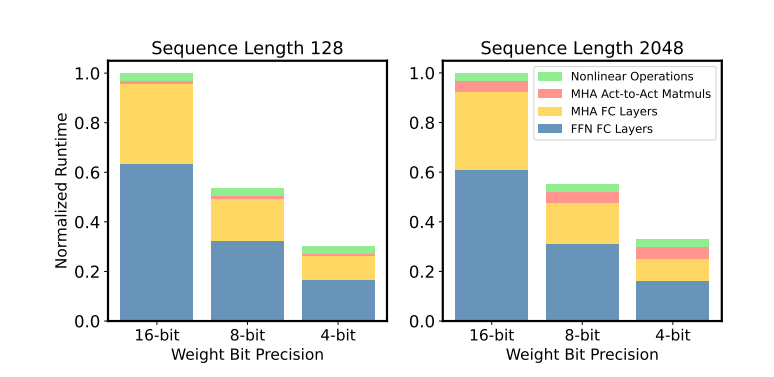 Sequence Length 128
Normalized Runtime
1.0
0.8
0.6
0.4
0.2
0.0
16-bit 8-bit 4-bit
Weight Bit Precision
Sequence Length 2048
Nonlinear Operations
MHA Act-to-Act Matmuls
MHA FC Layers
FFN FC Layers
1.0
0.8
0.6
0.4
0.2
0.0
16-bit 8-bit 4-bit
Weight Bit Precision